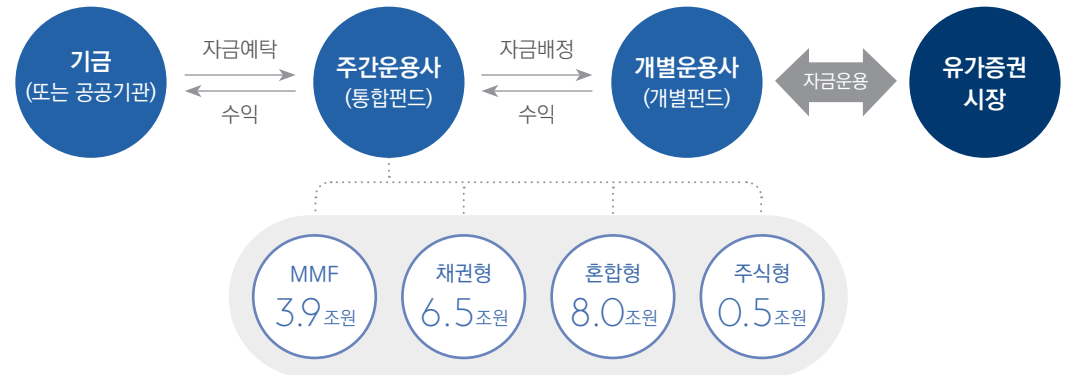 기금
(또는 공공기관)
자금예탁
수익
주간운용사
(통합펀드)
자금배정
수익
개별운용사
(개별펀드)
자금운용
유가증권
시장
MMF
3.9조원
채권형
6.5조원
혼합형
8.0조원
주식형
0.5조원